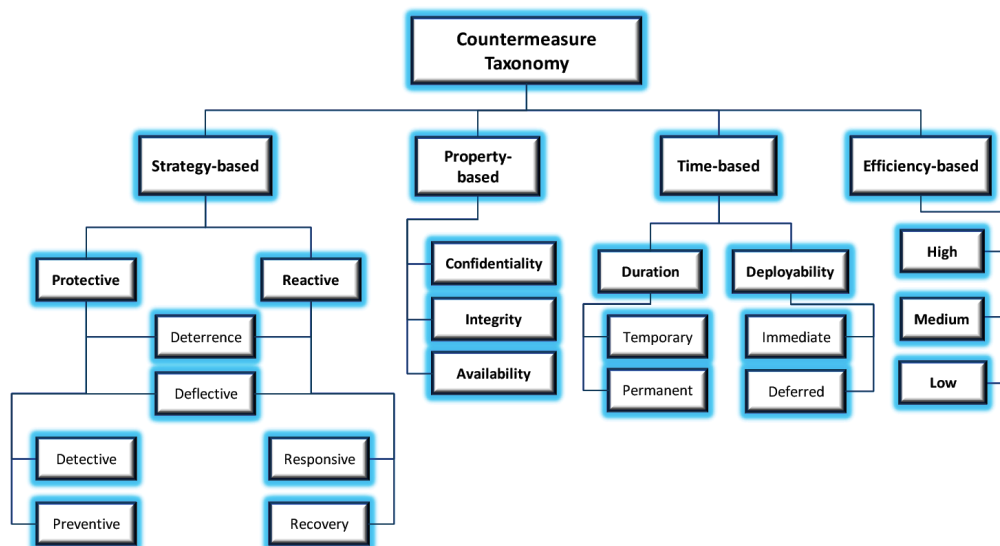 Countermeasure
Taxonomy
Strategy-based
Property-
based
Time-based
Efficiency-based
Protective
Reactive
Deterrence
Deflective
Detective
Responsive
Preventive
Recovery
Confidentiality
Integrity
Availability
Duration
Deployability
Temporary
Immediate
Permanent
Deferred
High
Medium
Low